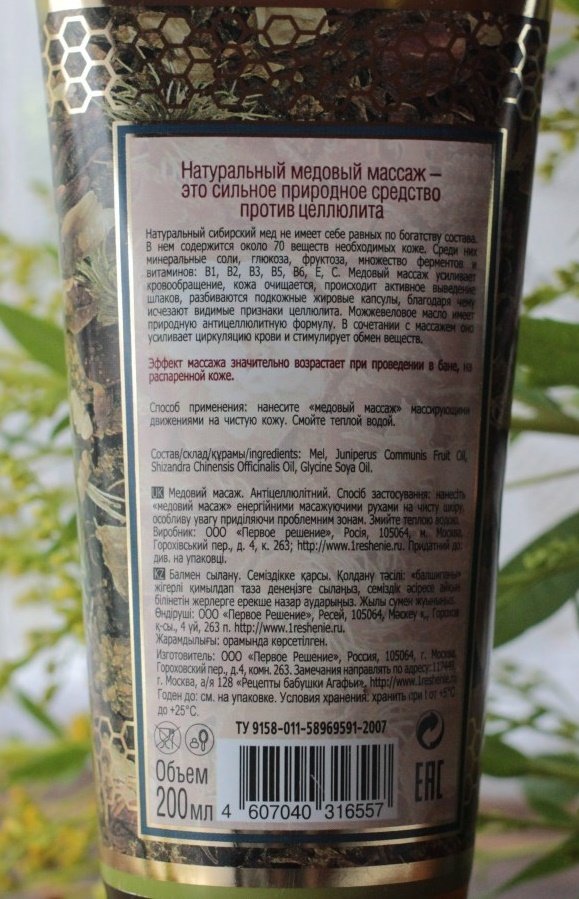 Натуральный медовый массаж –
это сильное природное средство
против целлюлита
Натуральный сибирский мед не имеет себе равных по богатству состава.
В нем содержится около 70 веществ необходимых коже. Среди них
минеральные соли, глюкоза, фруктоза, множество ферментов и
витаминов: B1, B2, B3, B5, B6, E, C. Медовый массаж усиливает
кровообращение, кожа очищается, происходит активное выведение
шлаков, разбиваются подкожные жировые капсулы, благодаря чему
исчезают видимые признаки целлюлита. Можжевеловое масло имеет
природную антицеллюлитную формулу. В сочетании с массажем оно
усиливает циркуляцию крови и стимулирует обмен веществ.
Эффект массажа значительно возрастает при проведении в бане, на
распаренной коже.
Способ применения: нанесите «медовый массаж» массирующими
движениями на чистую кожу. Смойте теплой водой.
Состав/склад/құрамы/ingredients: Mel, Juniperus Communis Fruit Oil,
Shizandra Chinensis Officinalis Oil, Glycine Soya Oil.
UK Медовий масаж. Антицеллюлітний. Спосіб застосування: нанесіть
«медовий масаж» енергійними масажуючими рухами на чисту шкіру,
особливу увагу приділяючи проблемним зонам. Змийте теплою водою.
Виробник: ООО «Первое решение», Росія, 105064, м. Москва,
Горохівський пер., д. 4, к. 263; http://www.1reshenie.ru. Придатний до:
див. на упаковці.
KZ Балмен сылану. Семіздікке қарсы. Қолдану тәсілі: «балшипаны»
жігерлі қимылдап таза денеңізге сылаңыз, семіздік әсіресе айқын
білінетін жерлерге ерекше назар аударыңыз. Жылы сумен жуыныңыз.
Өндіруші: ООО «Первое Решение», Ресей, 105064, Мәскеу қ., Горохов
к-сы., 4 үй, 263 п. http://www.1reshenie.ru.
Жарамдылығы: орамында көрсетілген.
Изготовитель: ООО «Первое Решение», Россия, 105064, г. Москва,
Гороховский пер., д.4, комн. 263. Замечания направлять по адресу: 117449,
г. Москва, а/я 128 «Рецепты бабушки Агафьи», http://www.1reshenie.ru
Годен до: см. на упаковке. Условия хранения: хранить при t от +5°C
до +25°C.
ТУ 9158-011-58969591-2007
Объем
200 мл
4 607040 316557
EAC